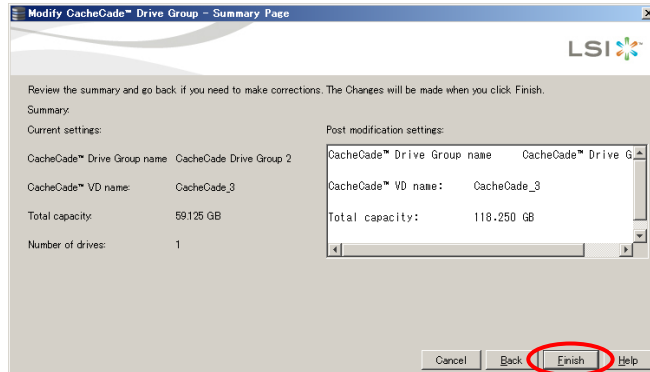 Modify CacheCade™ Drive Group - Summary Page
LSI
Review the summary and go back if you need to make corrections. The Changes will be made when you click Finish.
Summary:
Current settings:
CacheCade™ Drive Group name CacheCade Drive Group 2
CacheCade™ VD name: CacheCade_3
Total capacity: 59.125 GB
Number of drives: 1
Post modification settings:
CacheCade™ Drive Group name CacheCade™ Drive G
CacheCade™ VD name: CacheCade_3
Total capacity: 118.250 GB
Cancel Back Finish Help